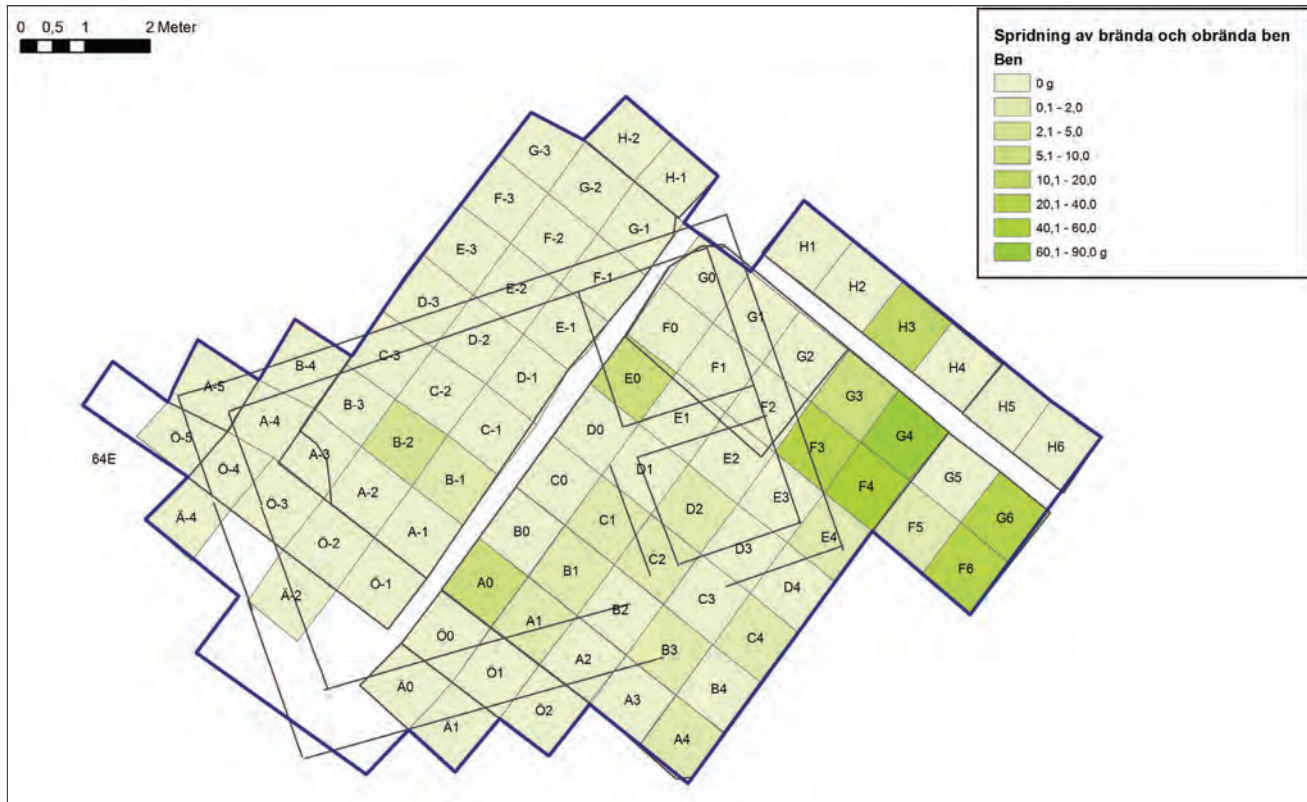 0 0,5 1 2 Meter
Spridning av brända och obrända ben
Ben
0 g
0,1 - 2,0
2,1 - 5,0
5,1 - 10,0
10,1 - 20,0
20,1 - 40,0
40,1 - 60,0
60,1 - 90,0 g
H-2
G-3
H-1
G-2
F-3
G-1
F-2
E-3
H1
F-1
G0
E-2
H2
D-3
G1
H3
E-1
F0
D-2
C-3
G2
H4
B-4
F1
D-1
E0
A-5
C-2
G3
B-3
H5
F2
E1
A-4
C-1
D0
G4
Ö-5
B-2
F3
H6
A-3
E2
64E
D1
Ö-4
B-1
C0
G5
F4
A-2
E3
Ö-3
D2
G6
Ä-4
C1
F5
B0
A-1
E4
Ö-2
D3
C2
F6
B1
Ö-1
A0
D4
Ä-2
C3
B2
A1
Ö0
C4
B3
A2
Ö1
Ä0
B4
A3
Ö2
Ä1
A4